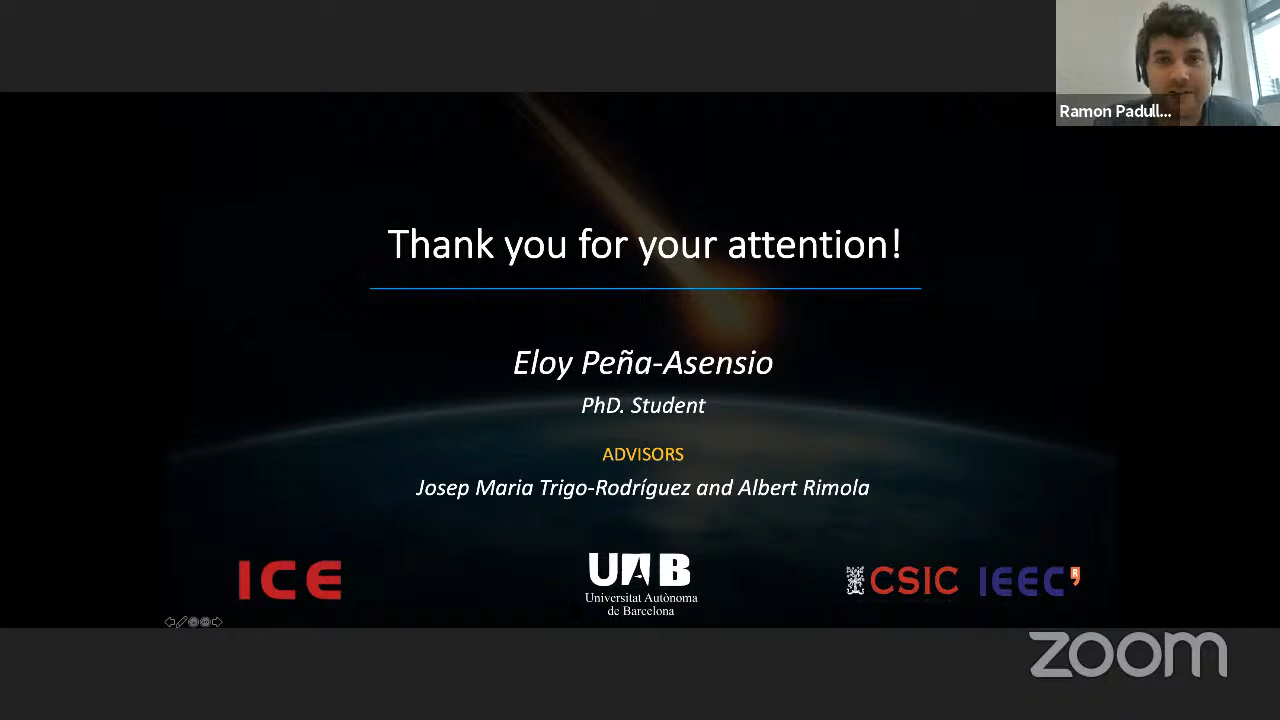 Ramon Padull...
Thank you for your attention!
Eloy Peña-Asensio
PhD. Student
ADVISORS
Josep Maria Trigo-Rodríguez and Albert Rimola
ICE
UAB
Universitat Autònoma
de Barcelona
CSIC
IEEC
R
zoom